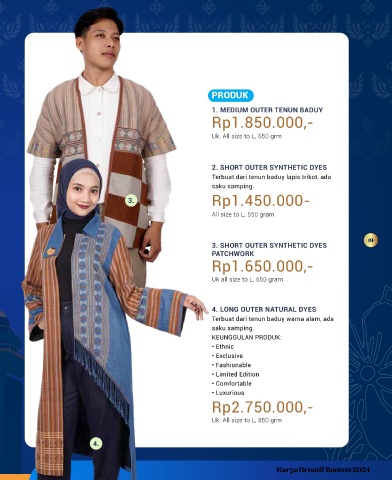 PRODUK
1. MEDIUM OUTER TENUN BADUY
Rp1.850.000,-
Uk. All size to L, 550 grm
2. SHORT OUTER SYNTHETIC DYES
Terbuat dari tenun baduy lapis trikot, ada
saku samping.
Rp1.450.000-
All size to L, 550 gram
3. SHORT OUTER SYNTHETIC DYES
PATCHWORK
Rp1.650.000,-
Uk all size to L, 650 gram
4. LONG OUTER NATURAL DYES
Terbuat dari tenun baduy warna alam, ada
saku samping.
KEUNGGULAN PRODUK:
• Ethnic
• Exclusive
• Fashionable
• Limited Edition
• Comfortable
• Luxurious
Rp2.750.000,-
Uk. All size to L, 850 grm
3.
4.
Karya Kreatif Banten 2024